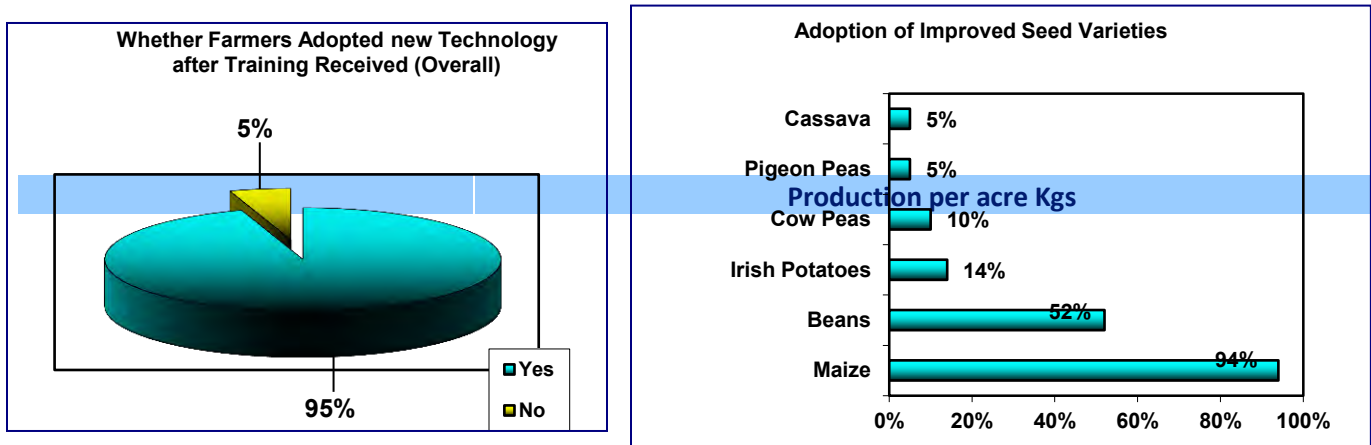 Whether Farmers Adopted new Technology
after Training Received (Overall)
5%
95%
Yes
No
Adoption of Improved Seed Varieties
Cassava
5%
Pigeon Peas
5%
Production per acre Kgs
Cow Peas
10%
Irish Potatoes
14%
Beans
52%
Maize
94%
0% 20% 40% 60% 80% 100%